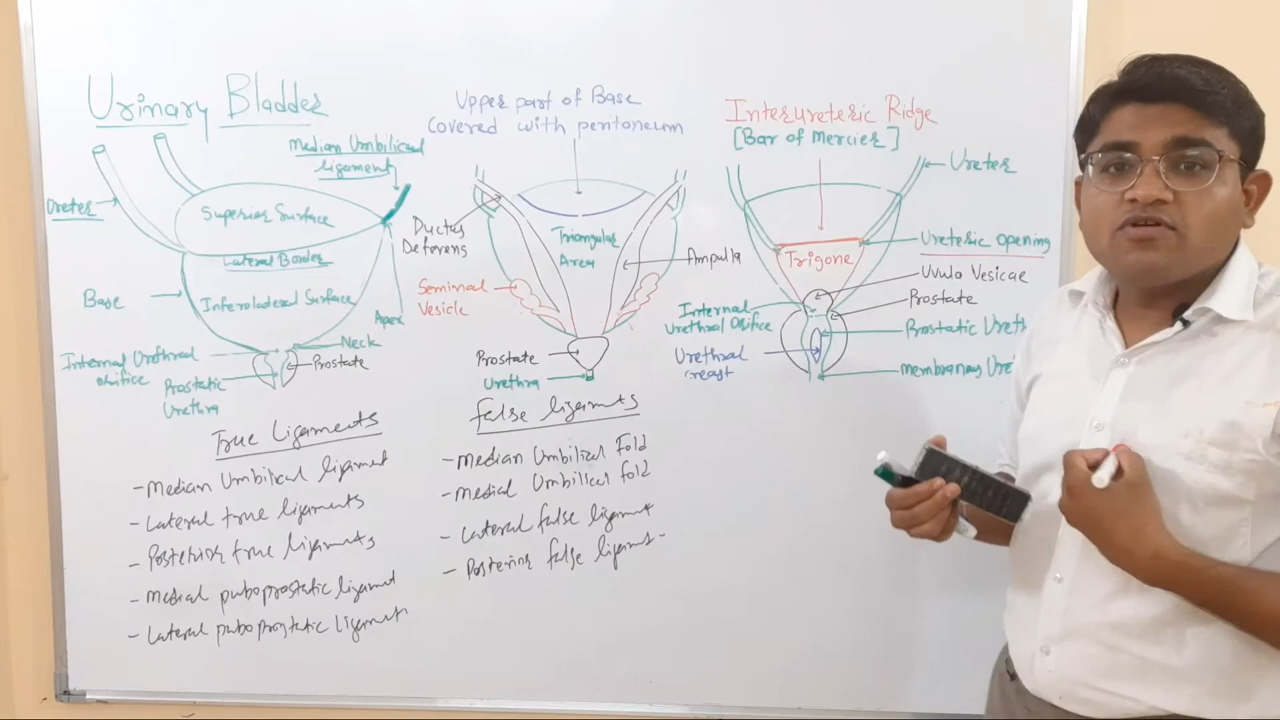 Urinary Bladder
Median Umbilical
ligament
Ureter
Superior Surface
Lateral Border
Base
Inferolateral Surface
Apex
Neck
Internal Urethral
Orifice
Prostate
Prostatic
Urethra
Upper part of Base
Covered with peritoneum
Ductus
Deferens
Triangular
Area
Ampulla
Seminal
Vesicle
Prostate
Urethra
Interureteric Ridge
[Bar of Mercier]
Ureter
Ureteric opening
Trigone
Uvula Vesicae
Prostate
Internal
Urethral Orifice
Prostatic Ureth
Urethral
crest
membranous Ure
True Ligaments
- Median Umbilical ligament
- Lateral true ligaments
- Posterior true ligaments
- Medial puboprostatic ligament
- Lateral puboprostatic Ligament
false ligaments
- Median Umbilical Fold
- Medial Umbilical fold
- Lateral false ligament
- Posterior false ligament -